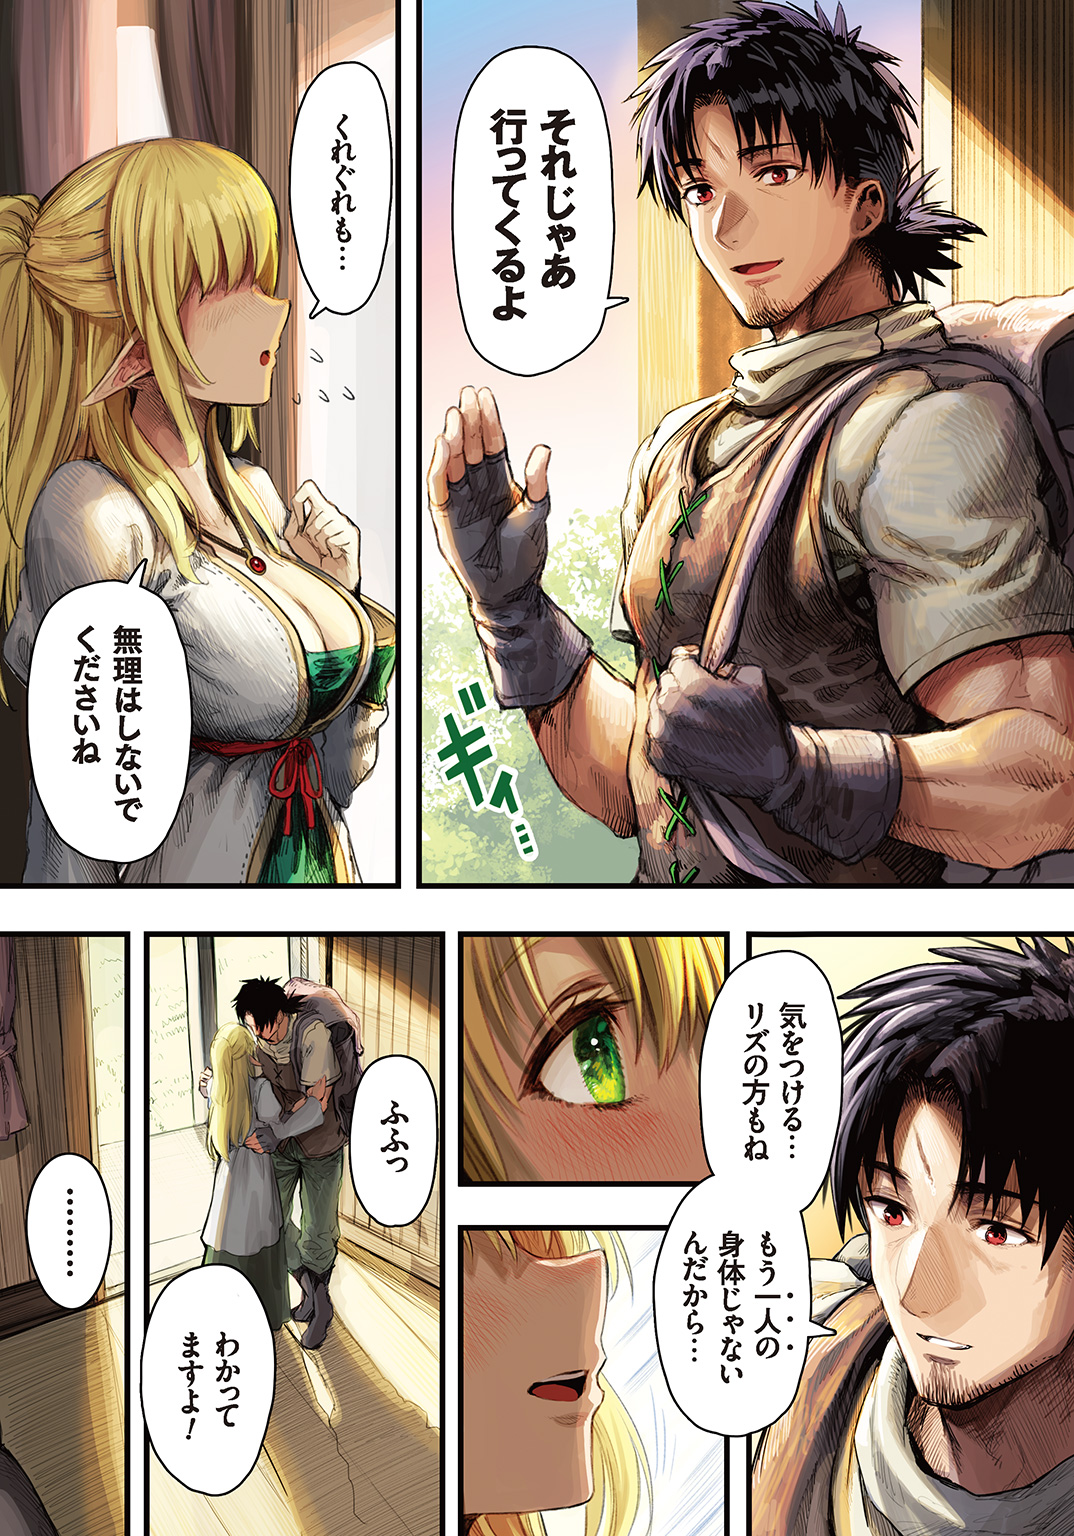 それじゃあ
行ってくるよ
ギィ…
くれぐれも…
無理はしないで
くださいね
気をつける…
リズの方もね
もう一人の
身体じゃない
んだから…
ふふっ
わかって
ますよ！
………